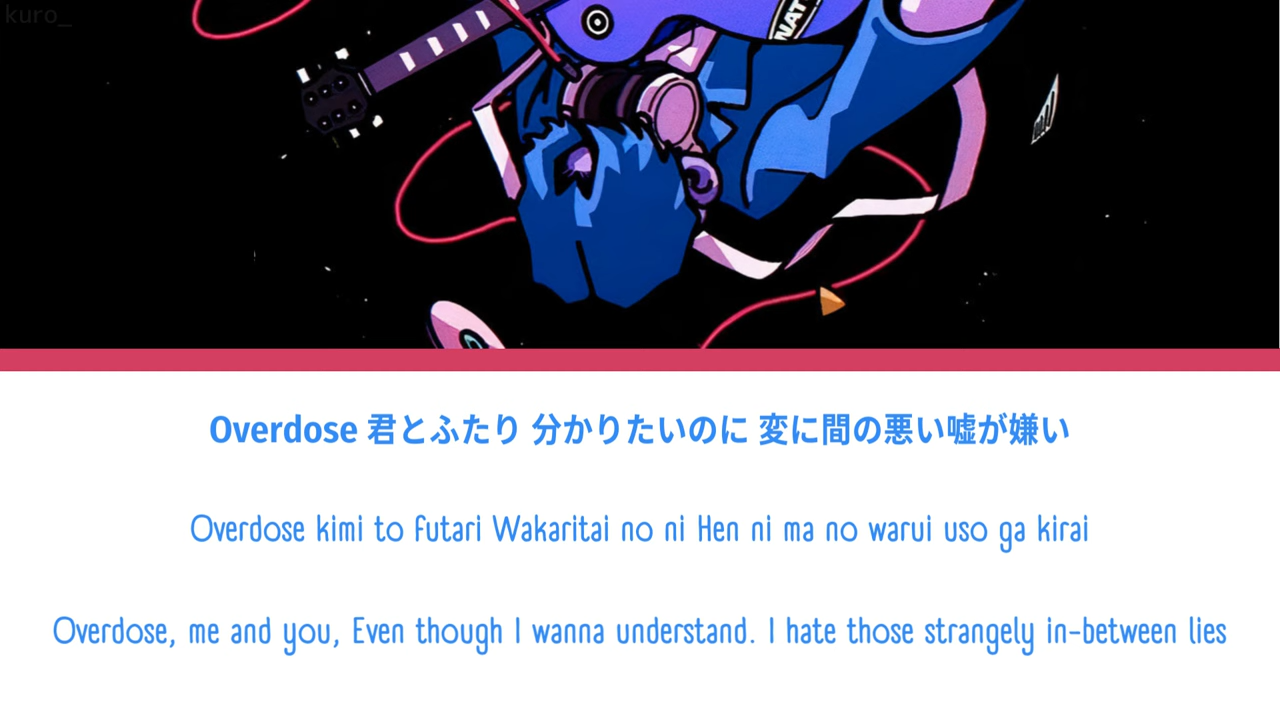 kuro_
NAT
Overdose 君とふたり 分かりたいのに 変に間の悪い嘘が嫌い
Overdose kimi to futari Wakaritai no ni Hen ni ma no warui uso ga kirai
Overdose, me and you, Even though I wanna understand. I hate those strangely in-between lies